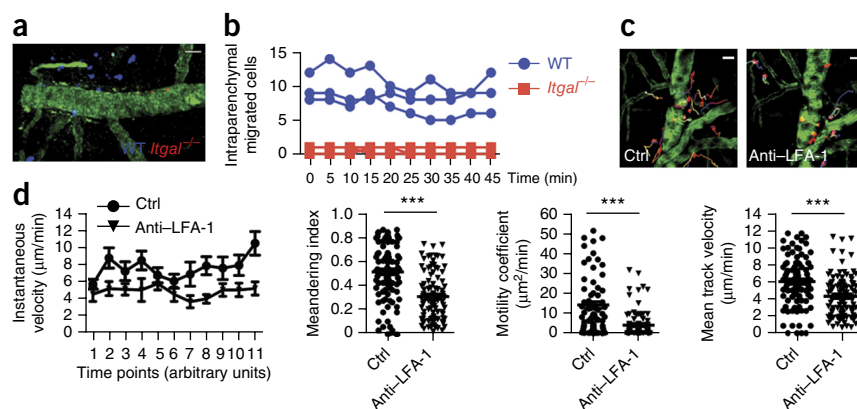 a
WT Itgal–/–
b
Intraparenchymal
migrated cells
15
10
5
0
0 5 10 15 20 25 30 35 40 45 Time (min)
WT
Itgal–/–
c
Ctrl
Anti–LFA-1
d
Instantaneous
velocity (μm/min)
14
12
10
8
6
4
2
0
1 2 3 4 5 6 7 8 9 10 11
Time points (arbitrary units)
Ctrl
Anti–LFA-1
Meandering index
1.0
0.8
0.6
0.4
0.2
0
***
Ctrl
Anti–LFA-1
Motility coefficient
(μm²/min)
60
50
40
30
20
10
0
***
Ctrl
Anti–LFA-1
Mean track velocity
(μm/min)
14
12
10
8
6
4
2
0
***
Ctrl
Anti–LFA-1